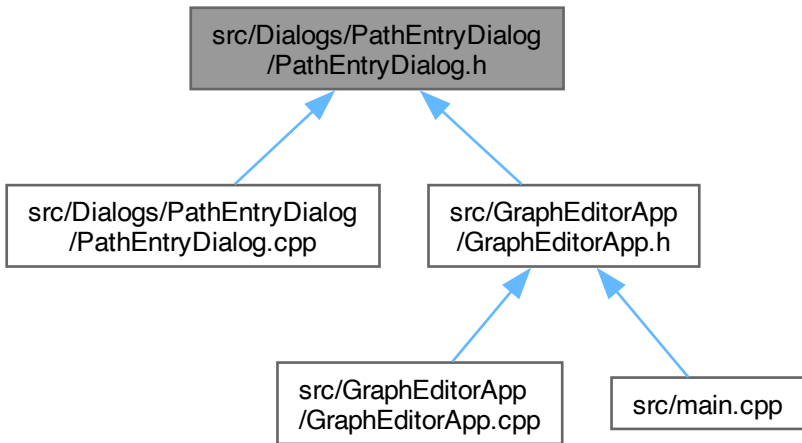 src/Dialogs/PathEntryDialog
/PathEntryDialog.h
src/Dialogs/PathEntryDialog
/PathEntryDialog.cpp
src/GraphEditorApp
/GraphEditorApp.h
src/GraphEditorApp
/GraphEditorApp.cpp
src/main.cpp